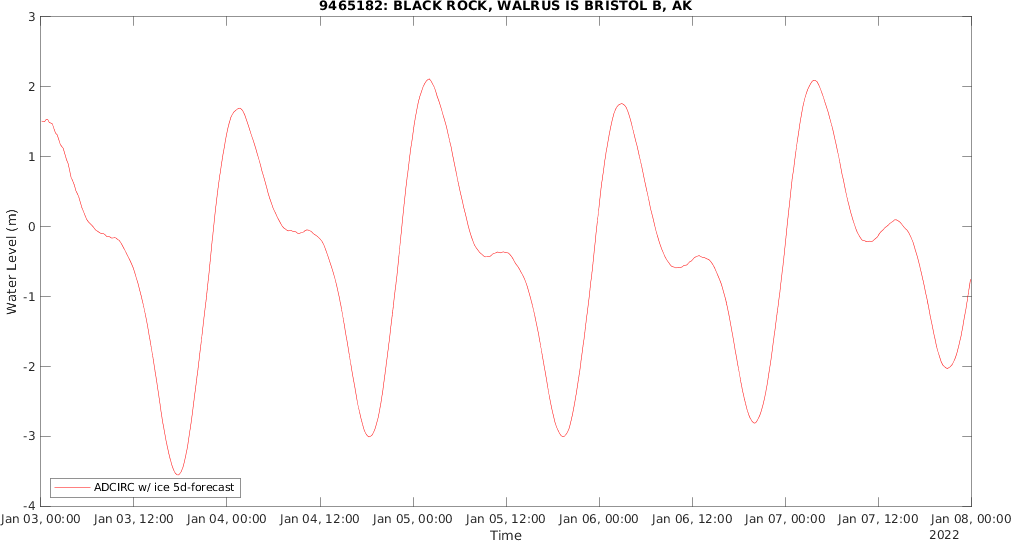 9465182: BLACK ROCK, WALRUS IS BRISTOL B, AK
3
2
1
0
-1
-2
-3
-4
Water Level (m)
ADCIRC w/ ice 5d-forecast
Jan 03, 00:00 Jan 03, 12:00 Jan 04, 00:00 Jan 04, 12:00 Jan 05, 00:00 Jan 05, 12:00 Jan 06, 00:00 Jan 06, 12:00 Jan 07, 00:00 Jan 07, 12:00 Jan 08, 00:00
Time
2022